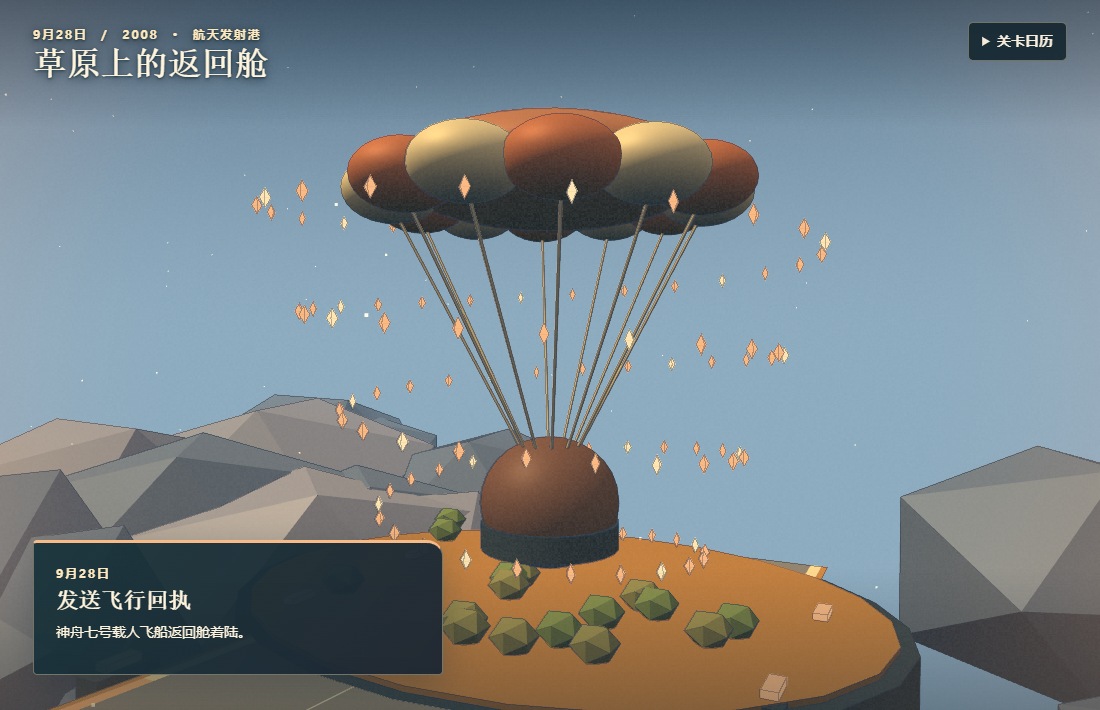 9月28日 / 2008 · 航天发射港
草原上的返回舱
▶ 关卡日历
9月28日
发送飞行回执
神舟七号载人飞船返回舱着陆。